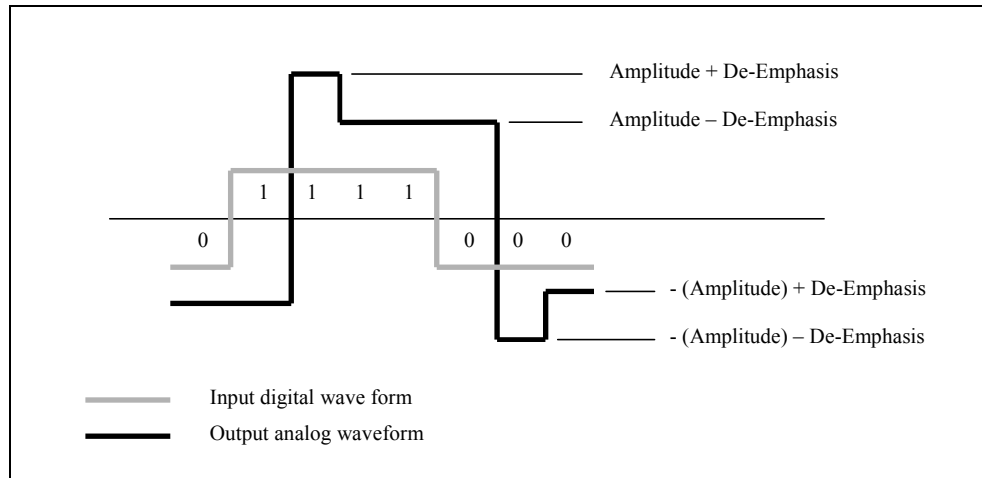 Amplitude + De-Emphasis
Amplitude – De-Emphasis
1 1 1 1
0 0 0 0
- (Amplitude) + De-Emphasis
- (Amplitude) – De-Emphasis
Input digital wave form
Output analog waveform